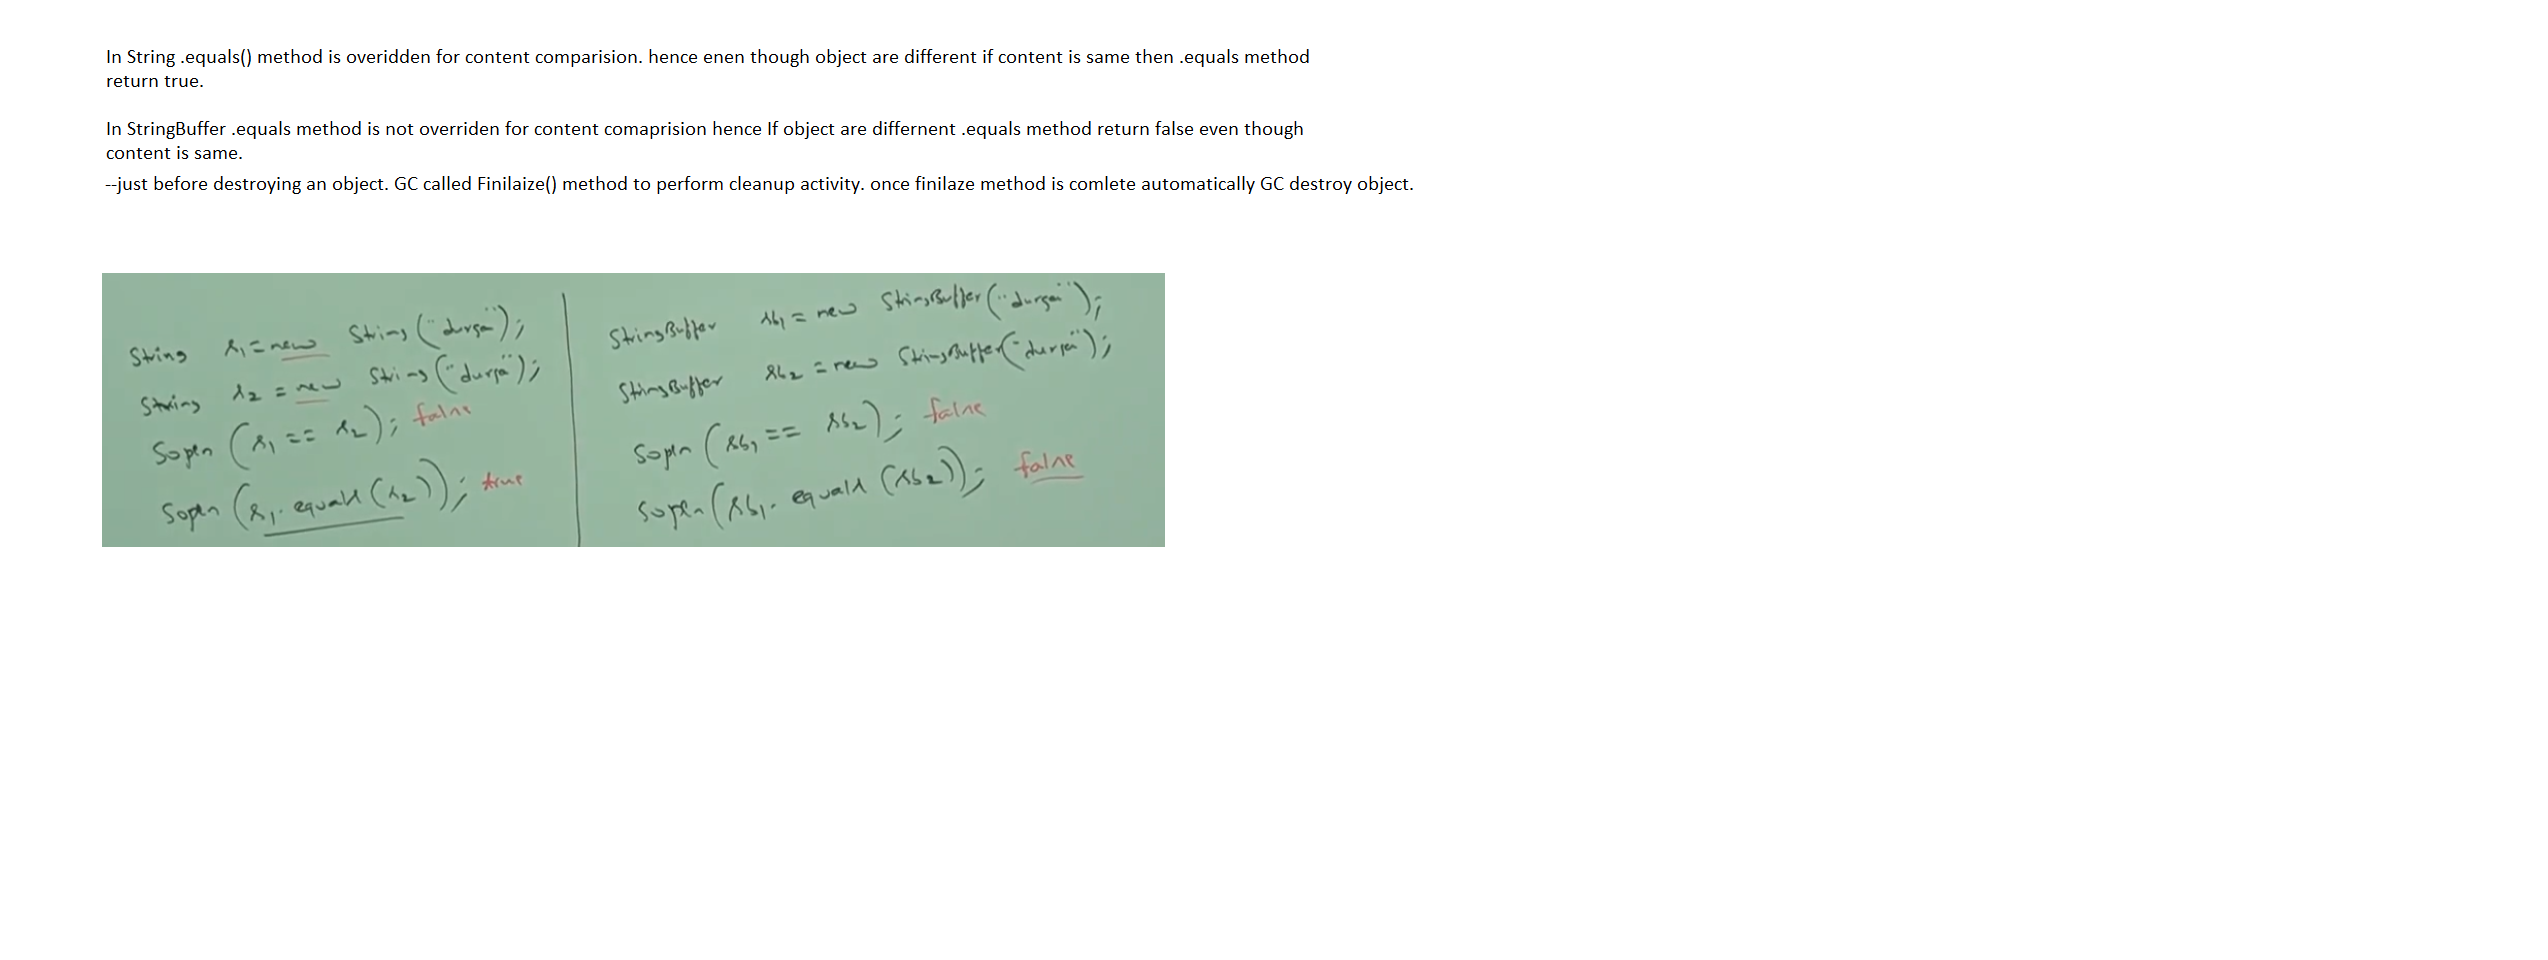 In String .equals() method is overidden for content comparision. hence enen though object are different if content is same then .equals method
return true.
In StringBuffer .equals method is not overriden for content comaprision hence If object are differnent .equals method return false even though
content is same.
--just before destroying an object. GC called Finilaize() method to perform cleanup activity. once finilaze method is comlete automatically GC destroy object.
String s1 = new String ("durga");
String s2 = new String ("durga");
Sopln (s1 == s2); false
Sopln (s1. equals (s2)); true
StringBuffer sb1 = new StringBuffer ("durga");
StringBuffer sb2 = new StringBuffer ("durga");
Sopln (sb1 == sb2); false
Sopln (sb1. equals (sb2)); false